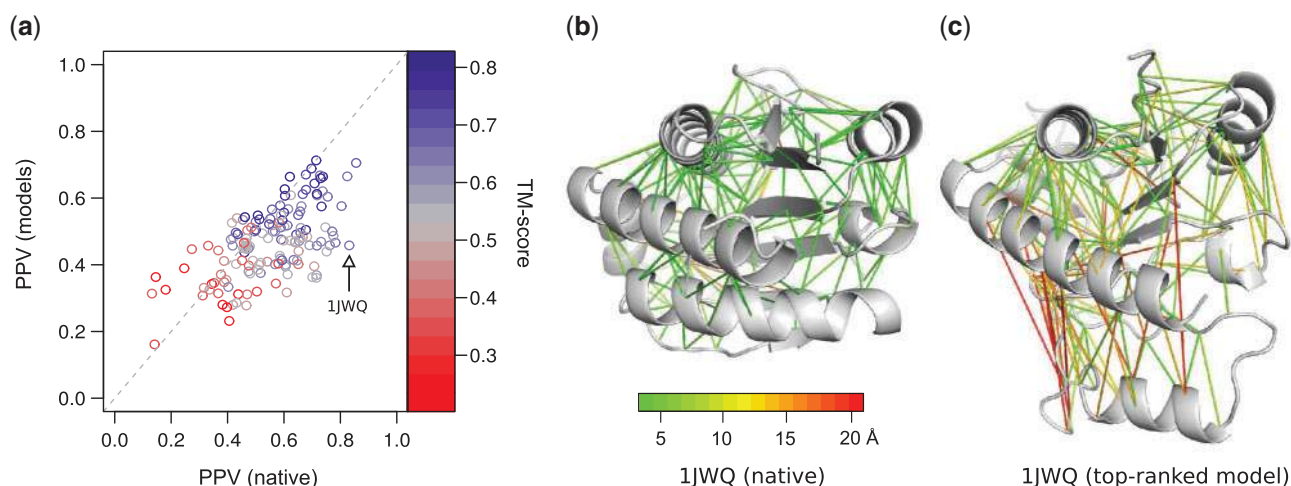 (a)
PPV (models)
1.0
0.8
0.6
0.4
0.2
0.0
0.0 0.2 0.4 0.6 0.8 1.0
PPV (native)
1JWQ
0.8
0.7
0.6
0.5
0.4
0.3
TM-score
(b)
5 10 15 20 Å
1JWQ (native)
(c)
1JWQ (top-ranked model)